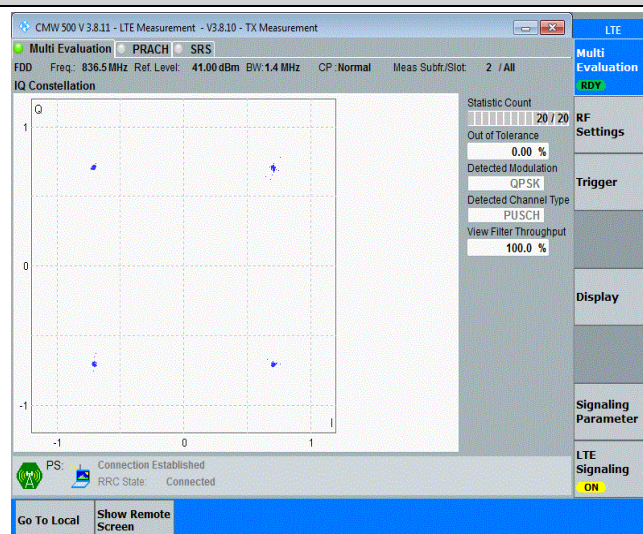 CMW 500 V 3.8.11 - LTE Measurement - V3.8.10 - TX Measurement
LTE
Multi Evaluation PRACH SRS
FDD Freq.: 836.5 MHz Ref. Level: 41.00 dBm BW: 1.4 MHz CP : Normal Meas Subfr./Slot: 2 / All
IQ Constellation
Q
1
0
-1
I
-1 0 1
Statistic Count
20 / 20
Out of Tolerance
0.00 %
Detected Modulation
QPSK
Detected Channel Type
PUSCH
View Filter Throughput
100.0 %
Multi
Evaluation
RDY
RF
Settings
Trigger
Display
Signaling
Parameter
LTE
Signaling
ON
PS: Connection Established
RRC State: Connected
Go To Local
Show Remote
Screen